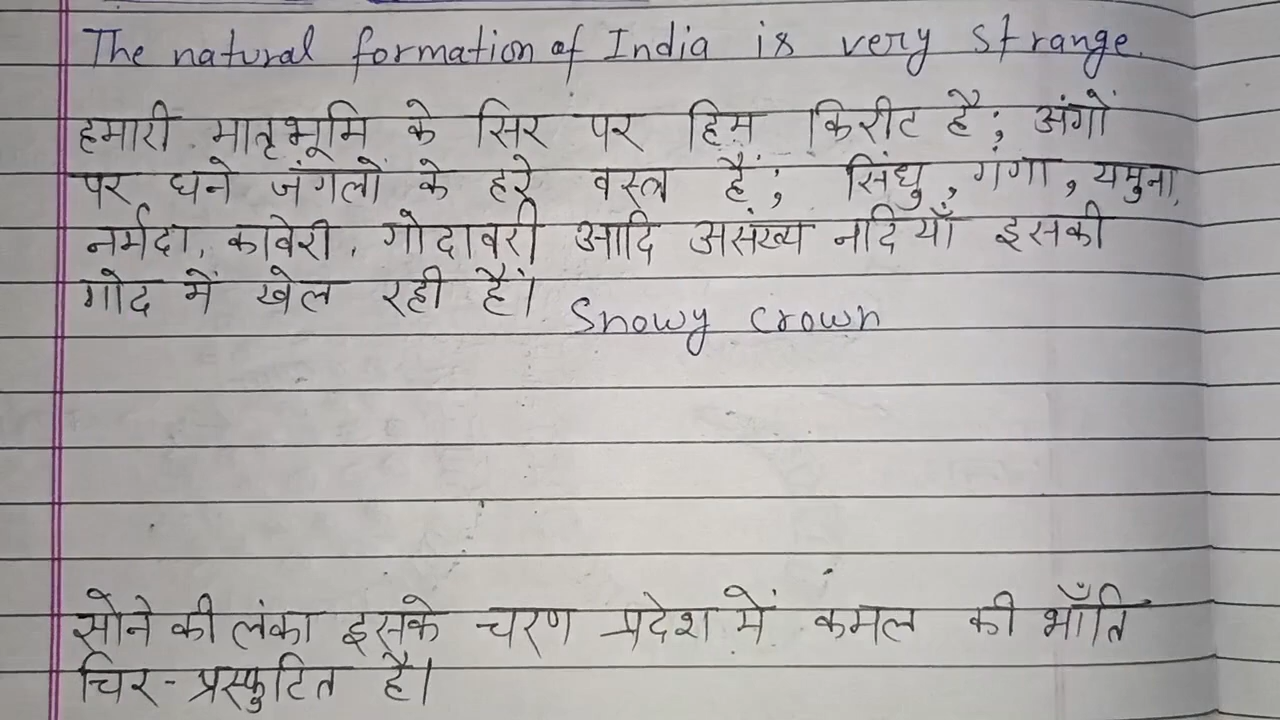 The natural formation of India is very strange.
हमारी मातृभूमि के सिर पर हिम किरीट है; अंगों
पर घने जंगलों के हरे वस्त्र हैं; सिंधु, गंगा, यमुना,
नर्मदा, कावेरी, गोदावरी आदि असंख्य नदियाँ इसकी
गोद में खेल रही हैं।
Snowy crown
सोने की लंका इसके चरण प्रदेश में कमल की भाँति
चिर-प्रस्फुटित है।